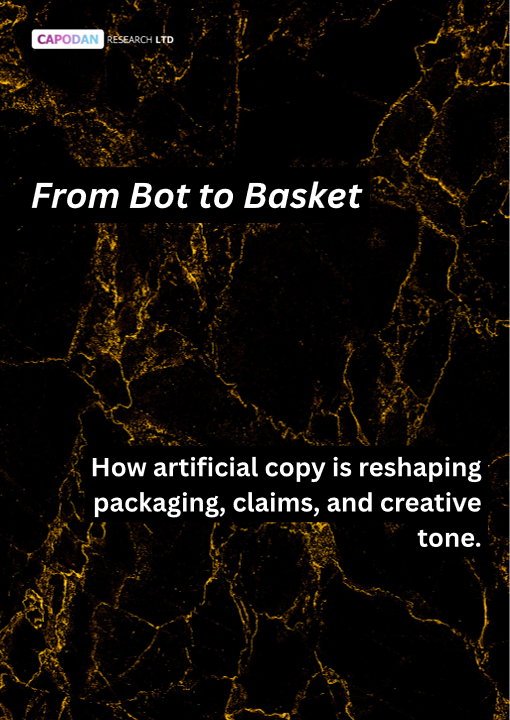 CAPODAN RESEARCH LTD
From Bot to Basket
How artificial copy is reshaping
packaging, claims, and creative
tone.